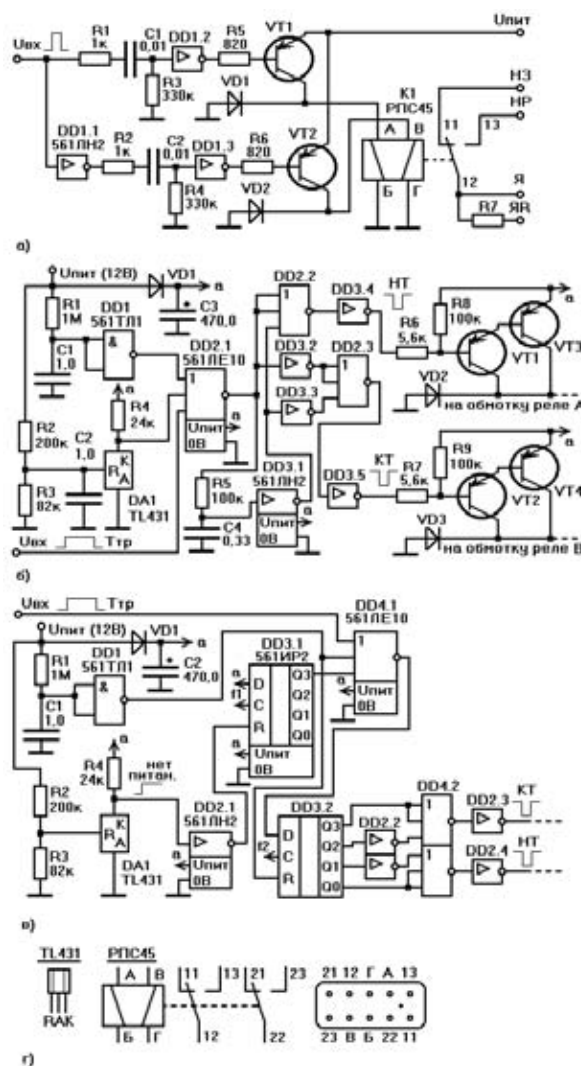 Uвх
R1
1к
C1
0,01
DD1.2
R5
820
VT1
Uпит
R3
330к
VD1
К1
РПС45
НЗ
НР
А
В
11
13
DD1.1
561ЛН2
R2
1к
C2
0,01
DD1.3
R6
820
VT2
R4
330к
VD2
Б
Г
12
Я
R7
ЯR
а)
Uпит (12В)
VD1
а
R1
1М
DD1
561ТЛ1
&
C3
470,0
C1
1,0
DD2.1
561ЛЕ10
1
Uпит
0В
а
а
R4
24к
R2
200к
C2
1,0
R3
82к
R
К
А
DA1
TL431
Uвх
Ттр
DD2.2
1
DD3.4
НТ
DD3.2
DD2.3
1
DD3.3
R5
100к
DD3.1
561ЛН2
Uпит
0В
а
C4
0,33
DD3.5
КТ
R6
5,6к
R8
100к
а
VT1
VT3
VD2
на обмотку реле А
R7
5,6к
R9
100к
а
VT2
VT4
VD3
на обмотку реле В
б)
Uвх
Ттр
Uпит (12В)
VD1
а
R1
1М
DD1
561ТЛ1
&
C2
470,0
C1
1,0
DD3.1
561ИР2
а
D
f1
C
R
Q3
Q2
Q1
Q0
а
Uпит
0В
DD4.1
561ЛЕ10
1
а
Uпит
0В
а
R4
24к
нет
питан.
R2
200к
R3
82к
R
К
А
DA1
TL431
DD2.1
561ЛН2
а
Uпит
0В
DD3.2
D
f2
C
R
Q3
Q2
Q1
Q0
DD2.2
DD4.2
1
1
DD2.3
КТ
DD2.4
НТ
в)
TL431
RAK
РПС45
А
В
Б
Г
11
13
12
21
23
22
21 12 Г А 13
23 В Б 22 11
г)